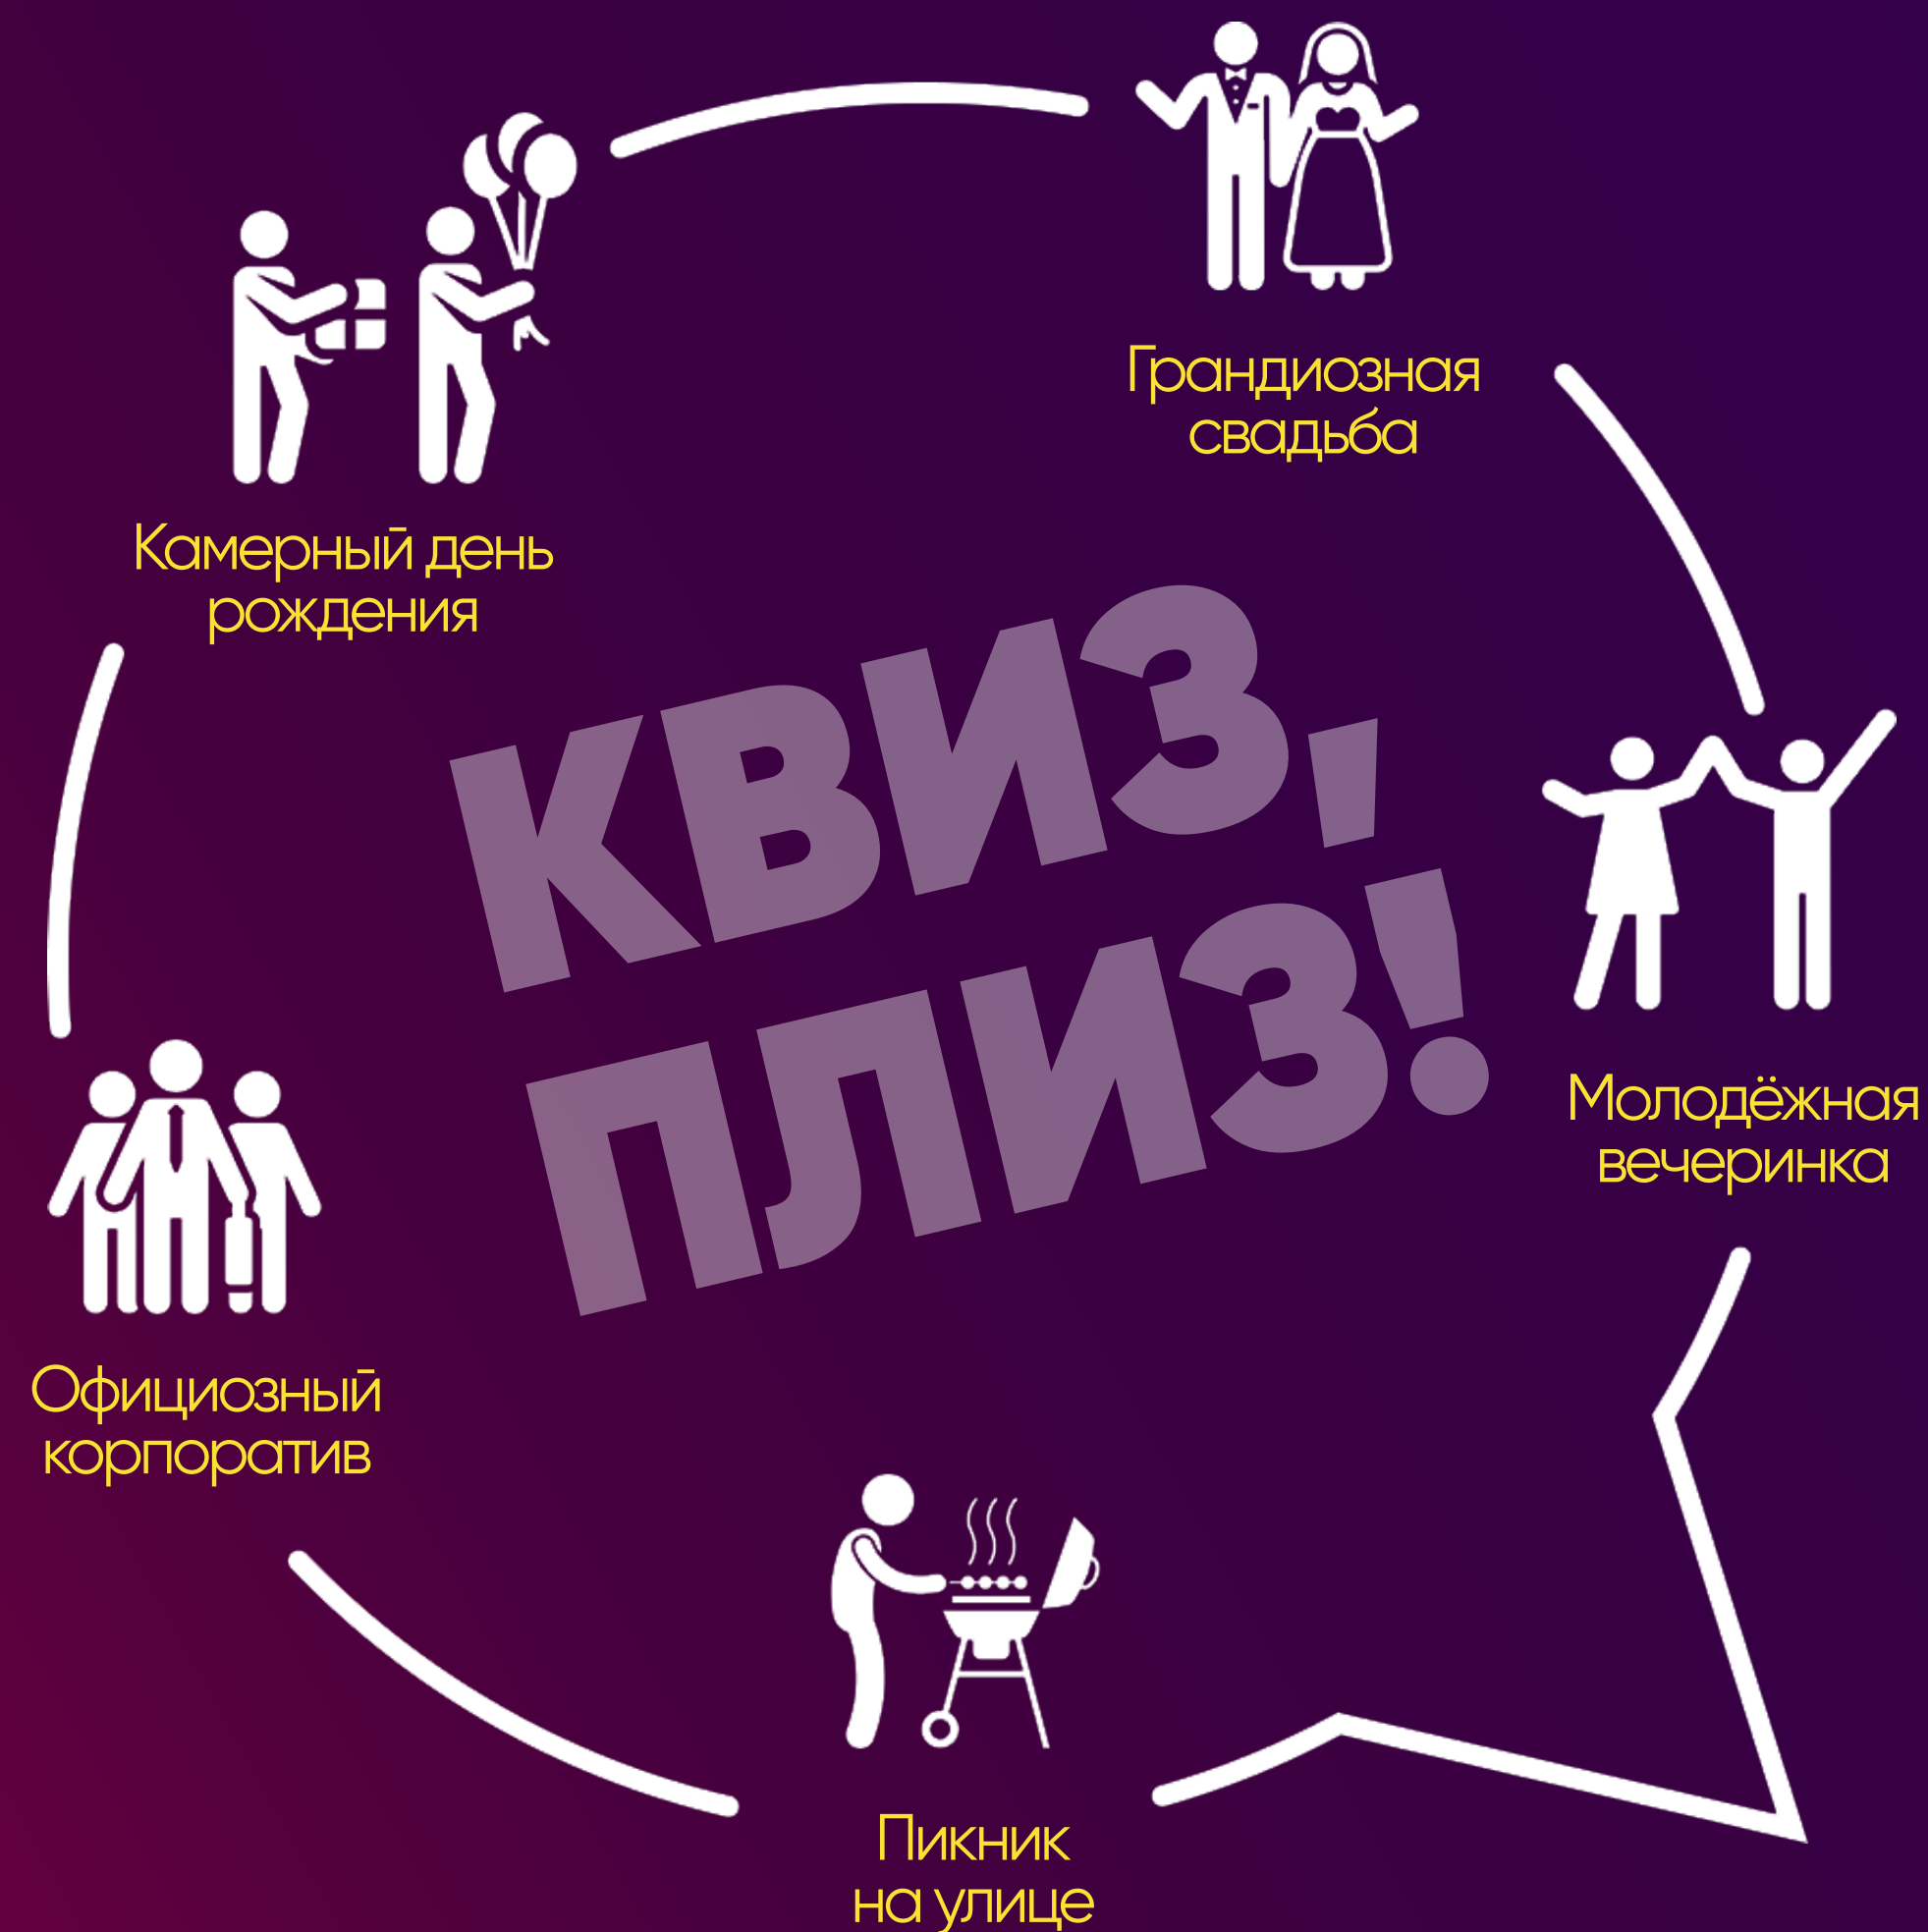 Грандиозная
свадьба
Камерный день
рождения
КВИЗ,
ПЛИЗ!
Молодёжная
вечеринка
Официозный
корпоратив
Пикник
на улице